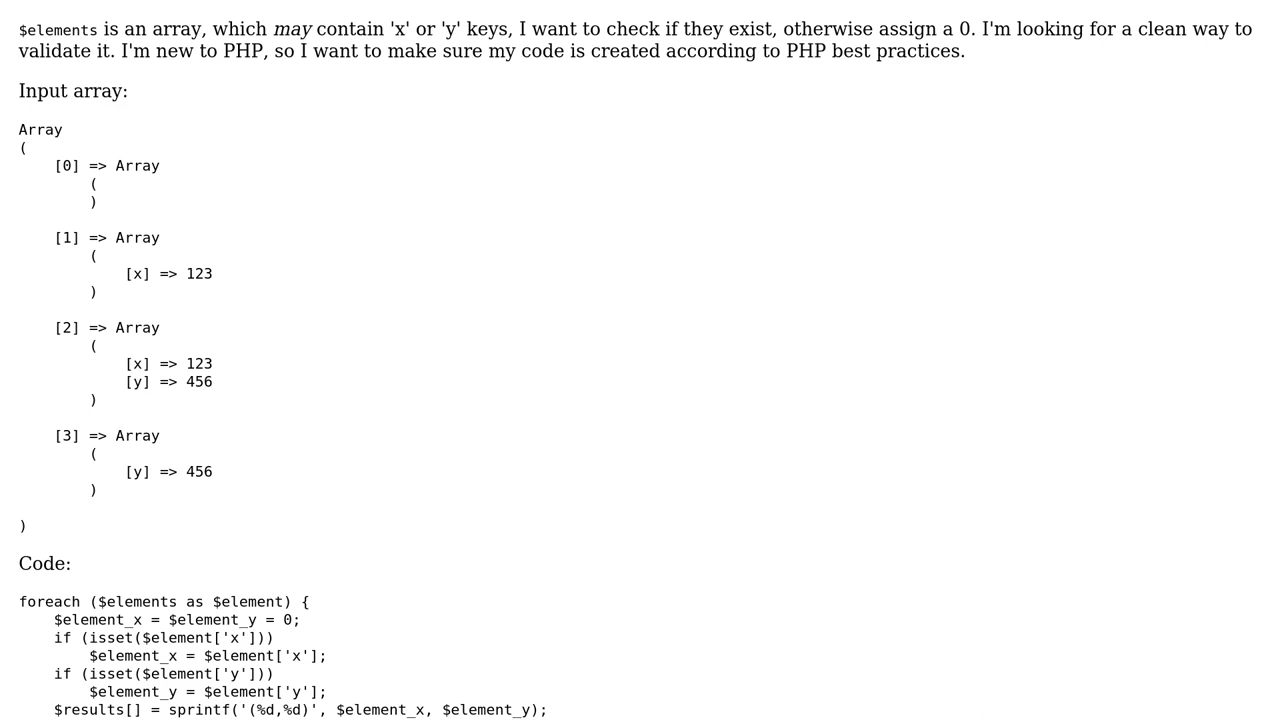 $elements is an array, which may contain 'x' or 'y' keys, I want to check if they exist, otherwise assign a 0. I'm looking for a clean way to
validate it. I'm new to PHP, so I want to make sure my code is created according to PHP best practices.
Input array:
Array
(
    [0] => Array
        (
        )

    [1] => Array
        (
            [x] => 123
        )

    [2] => Array
        (
            [x] => 123
            [y] => 456
        )

    [3] => Array
        (
            [y] => 456
        )

)
Code:
foreach ($elements as $element) {
    $element_x = $element_y = 0;
    if (isset($element['x']))
        $element_x = $element['x'];
    if (isset($element['y']))
        $element_y = $element['y'];
    $results[] = sprintf('(%d,%d)', $element_x, $element_y);